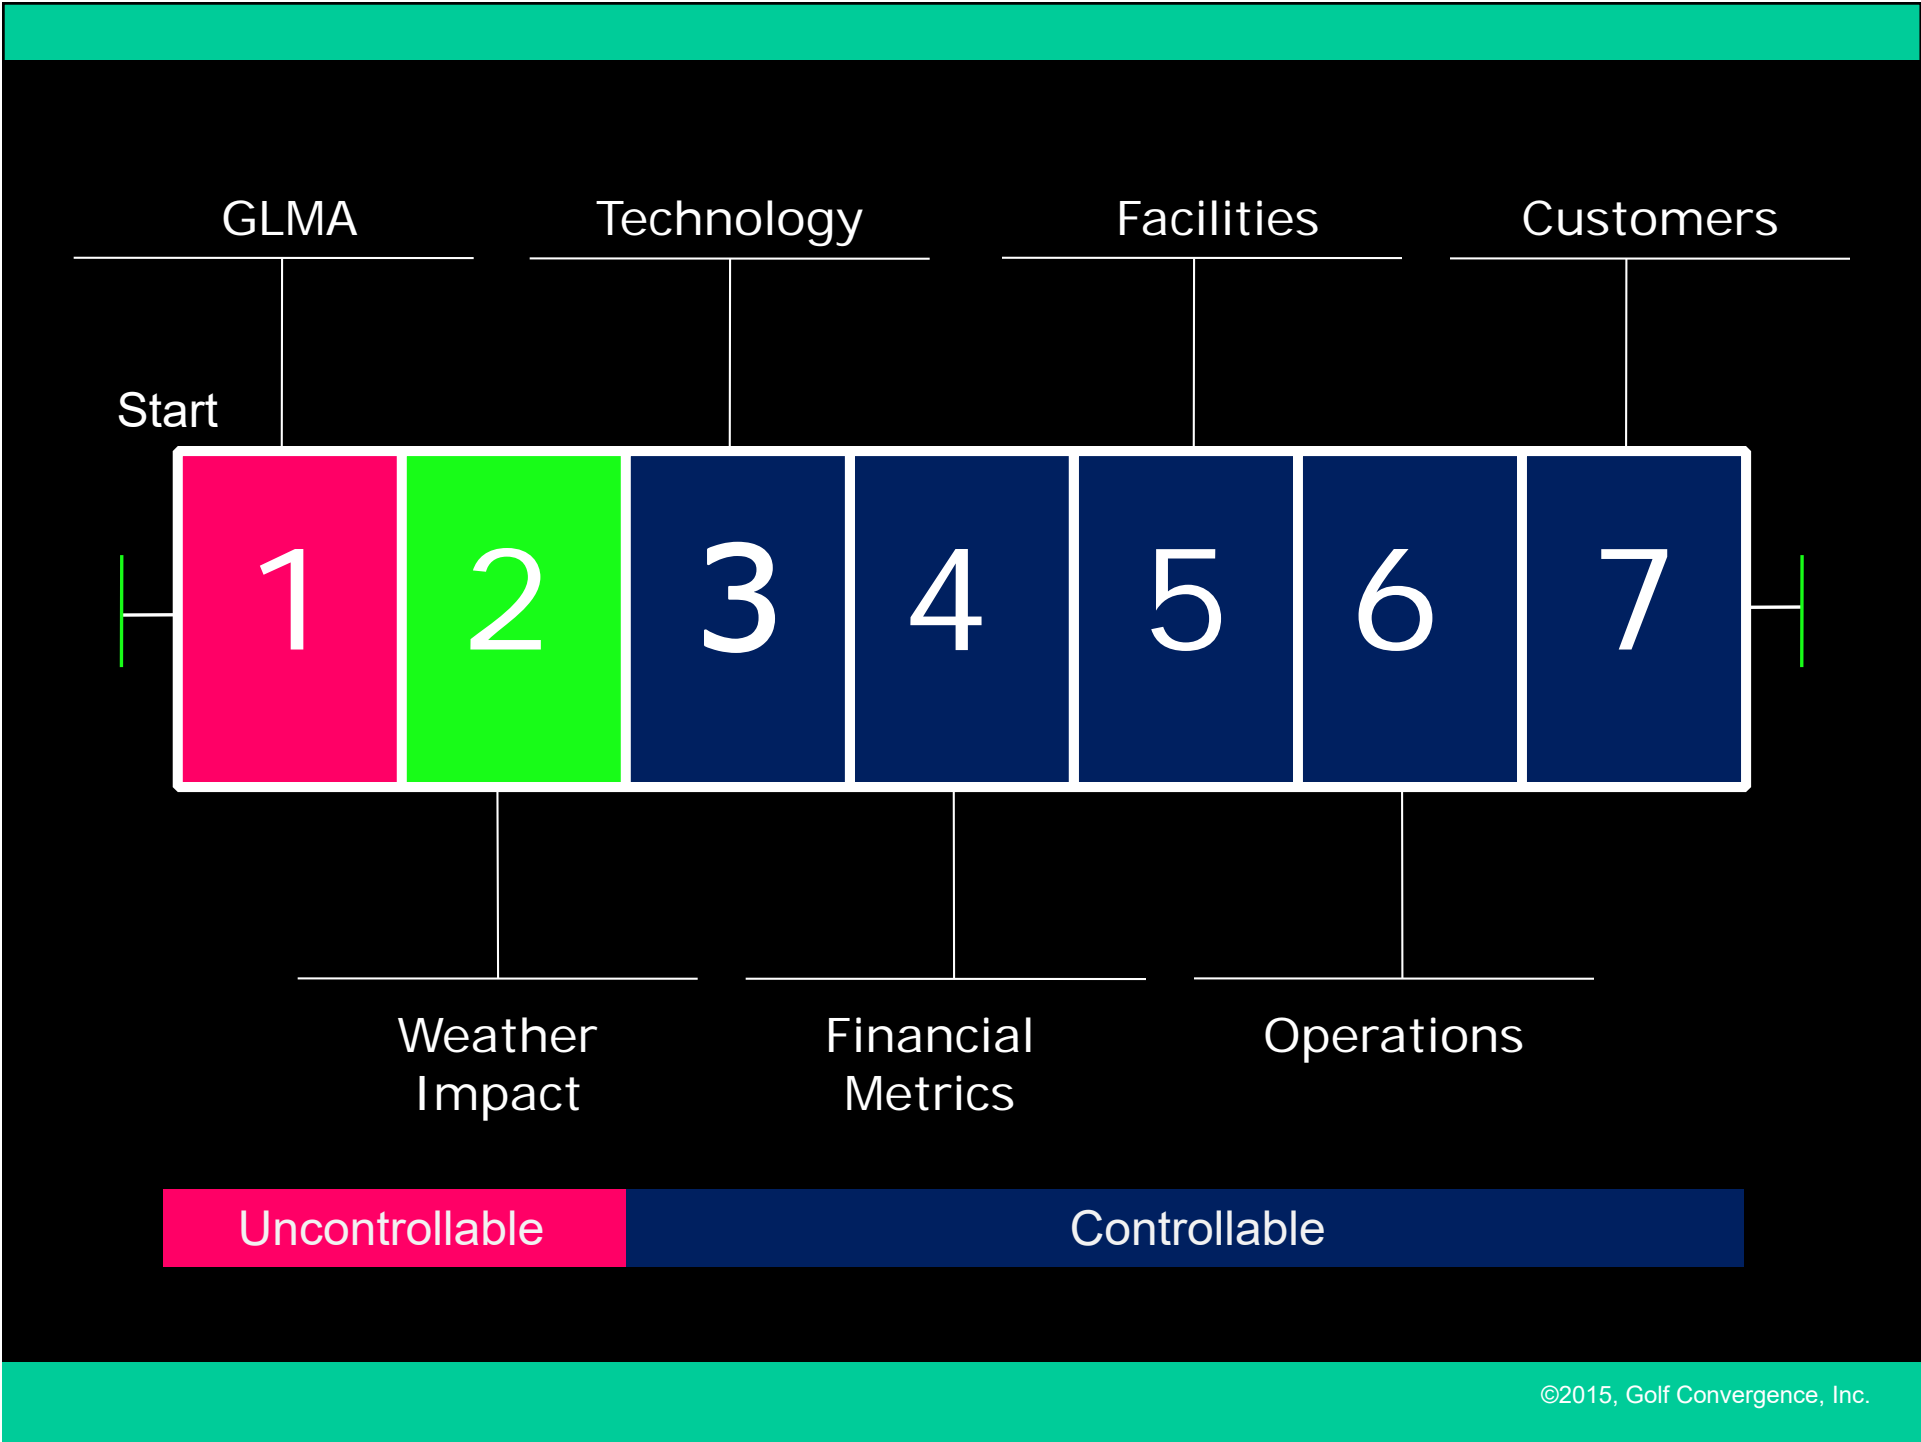 GLMA
Technology
Facilities
Customers
Start
1
2
3
4
5
6
7
Weather
Impact
Financial
Metrics
Operations
Uncontrollable
Controllable
©2015, Golf Convergence, Inc.